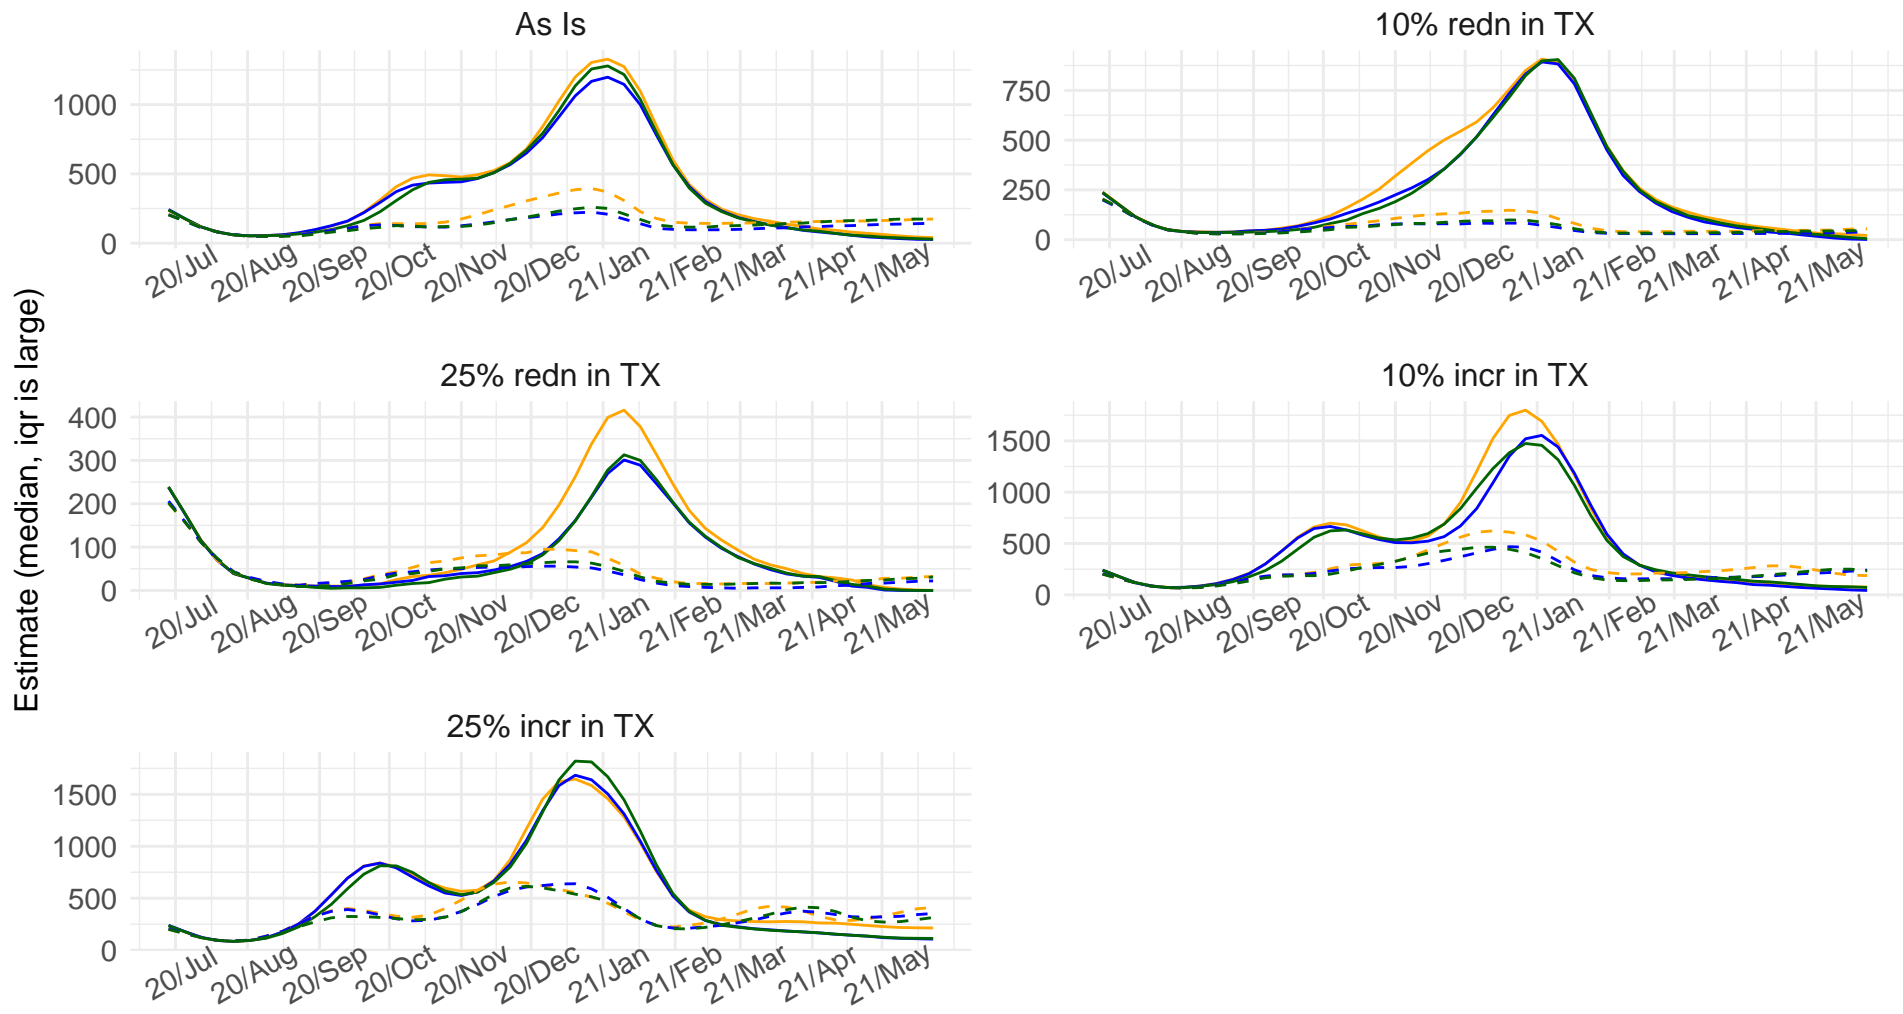 As Is
1000
500
0
20/Jul
20/Aug
20/Sep
20/Oct
20/Nov
20/Dec
21/Jan
21/Feb
21/Mar
21/Apr
21/May
10% redn in TX
750
500
250
0
20/Jul
20/Aug
20/Sep
20/Oct
20/Nov
20/Dec
21/Jan
21/Feb
21/Mar
21/Apr
21/May
Estimate (median, iqr is large)
25% redn in TX
400
300
200
100
0
20/Jul
20/Aug
20/Sep
20/Oct
20/Nov
20/Dec
21/Jan
21/Feb
21/Mar
21/Apr
21/May
10% incr in TX
1500
1000
500
0
20/Jul
20/Aug
20/Sep
20/Oct
20/Nov
20/Dec
21/Jan
21/Feb
21/Mar
21/Apr
21/May
25% incr in TX
1500
1000
500
0
20/Jul
20/Aug
20/Sep
20/Oct
20/Nov
20/Dec
21/Jan
21/Feb
21/Mar
21/Apr
21/May